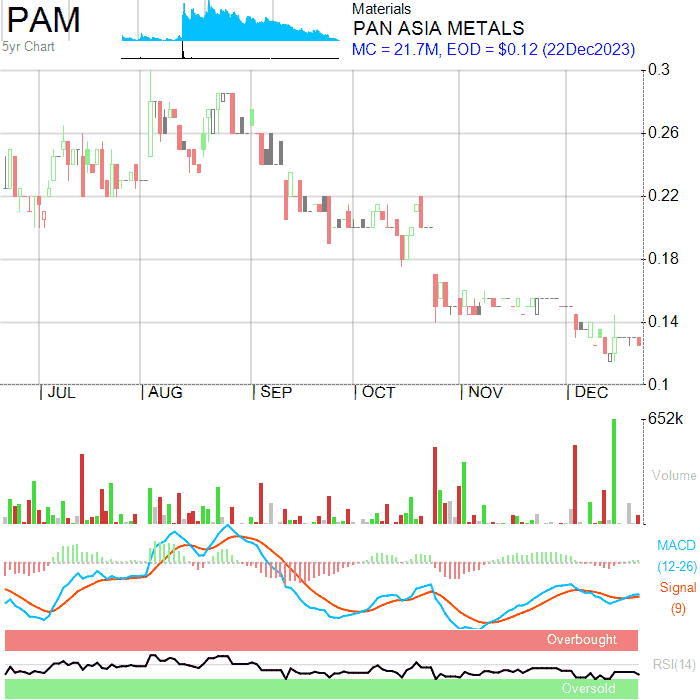 PAM
5yr Chart
Materials
PAN ASIA METALS
MC = 21.7M, EOD = $0.12 (22Dec2023)
0.3
0.26
0.22
0.18
0.14
0.1
JUL
AUG
SEP
OCT
NOV
DEC
652k
Volume
MACD
(12-26)
Signal
(9)
Overbought
RSI(14)
Oversold